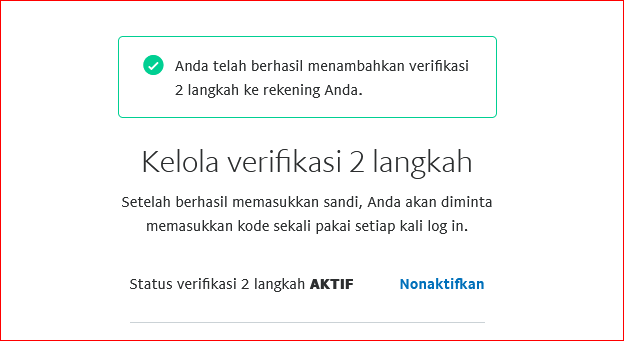 Anda telah berhasil menambahkan verifikasi
2 langkah ke rekening Anda.
Kelola verifikasi 2 langkah
Setelah berhasil memasukkan sandi, Anda akan diminta
memasukkan kode sekali pakai setiap kali log in.
Status verifikasi 2 langkah AKTIF Nonaktifkan